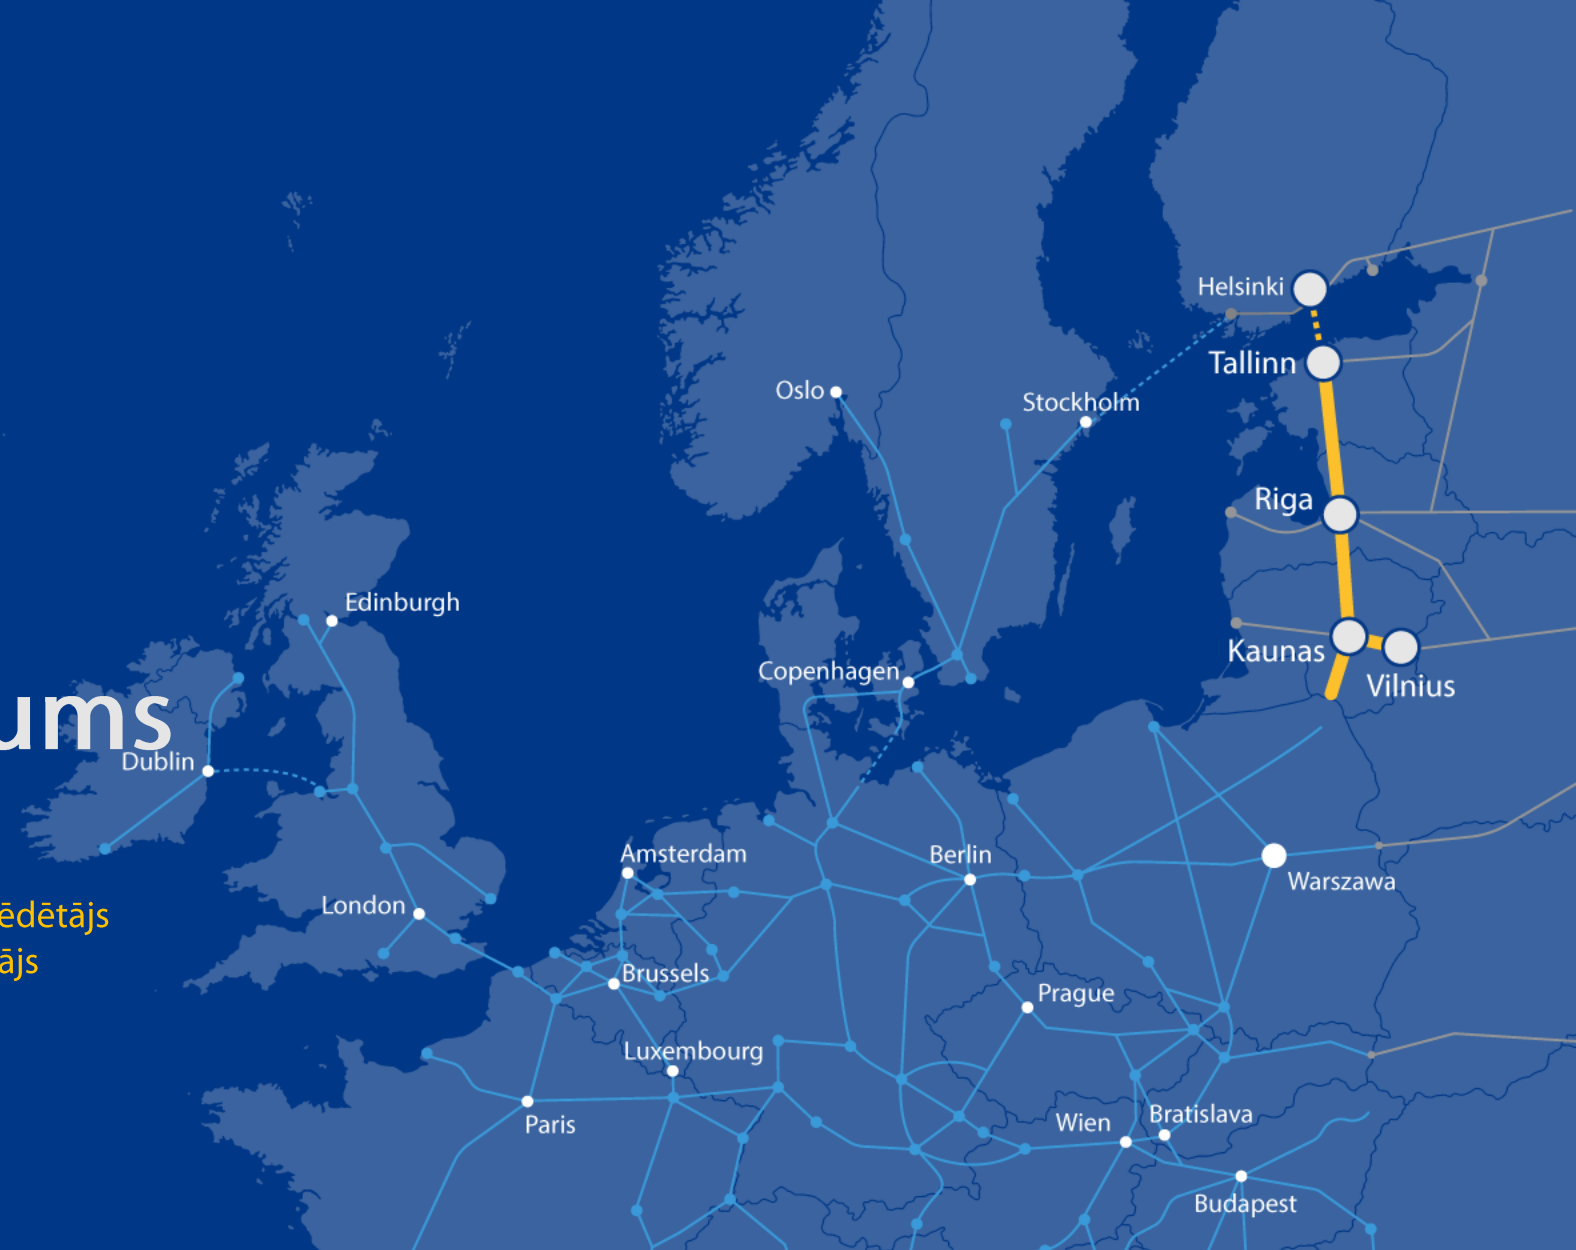 Helsinki
Tallinn
Oslo
Stockholm
Riga
Edinburgh
Kaunas
Copenhagen
Vilnius
ums
Dublin
Amsterdam
Berlin
Warszawa
London
ēdētājs
ājs
Brussels
Prague
Luxembourg
Paris
Wien
Bratislava
Budapest